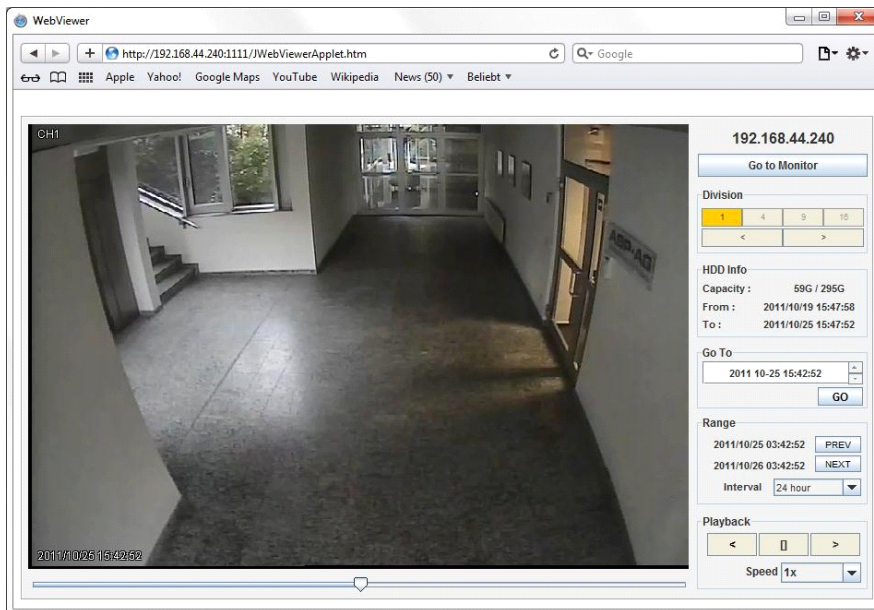 WebViewer
http://192.168.44.240:1111/JWebViewerApplet.htm
Google
Apple Yahoo! Google Maps YouTube Wikipedia News (50) Beliebt
CH1
ABP-AG
2011/10/25 15:42:52
192.168.44.240
Go to Monitor
Division
1 4 9 16
< >
HDD Info
Capacity : 59G / 295G
From : 2011/10/19 15:47:58
To : 2011/10/25 15:47:52
Go To
2011 10-25 15:42:52
GO
Range
2011/10/25 03:42:52 PREV
2011/10/26 03:42:52 NEXT
Interval 24 hour
Playback
< [] >
Speed 1x